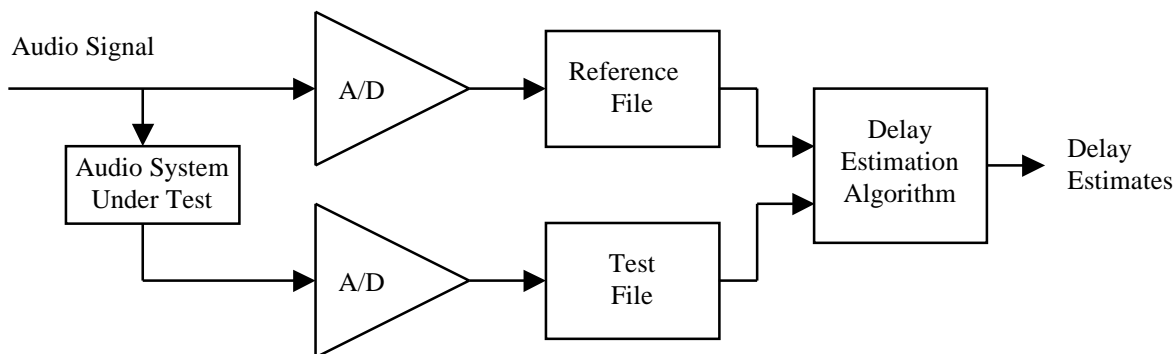 Audio Signal
A/D
Reference
File
Audio System
Under Test
Delay
Estimation
Algorithm
Delay
Estimates
A/D
Test
File